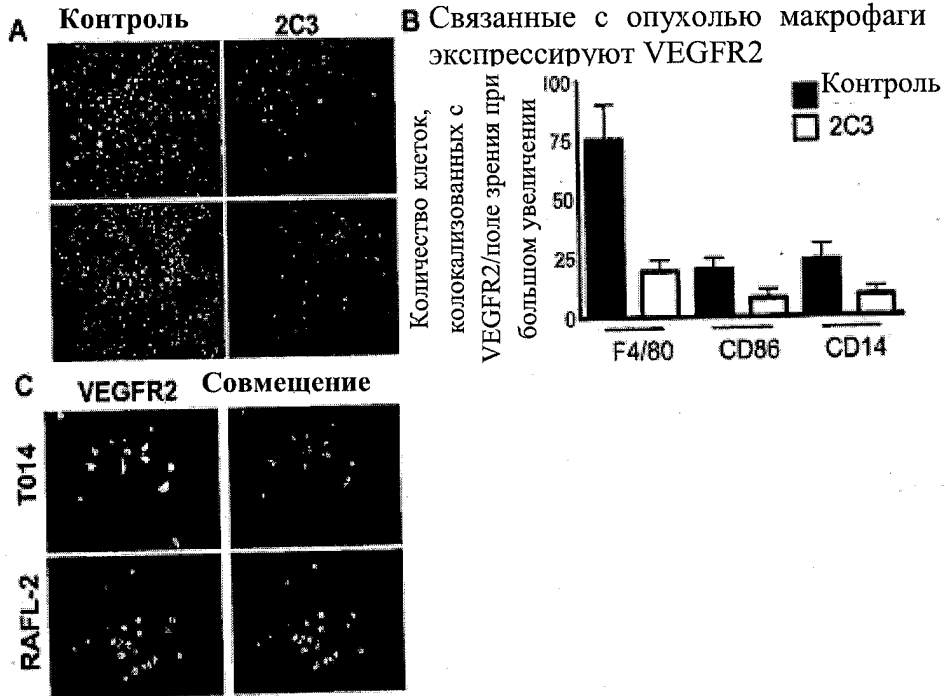 A
Контроль
2C3
B
Связанные с опухолью макрофаги
экспрессируют VEGFR2
Количество клеток,
колокализованных с
VEGFR2/поле зрения при
большом увеличении
100
75
50
25
0
Контроль
2C3
F4/80
CD86
CD14
C
VEGFR2
Совмещение
T014
RAFL-2